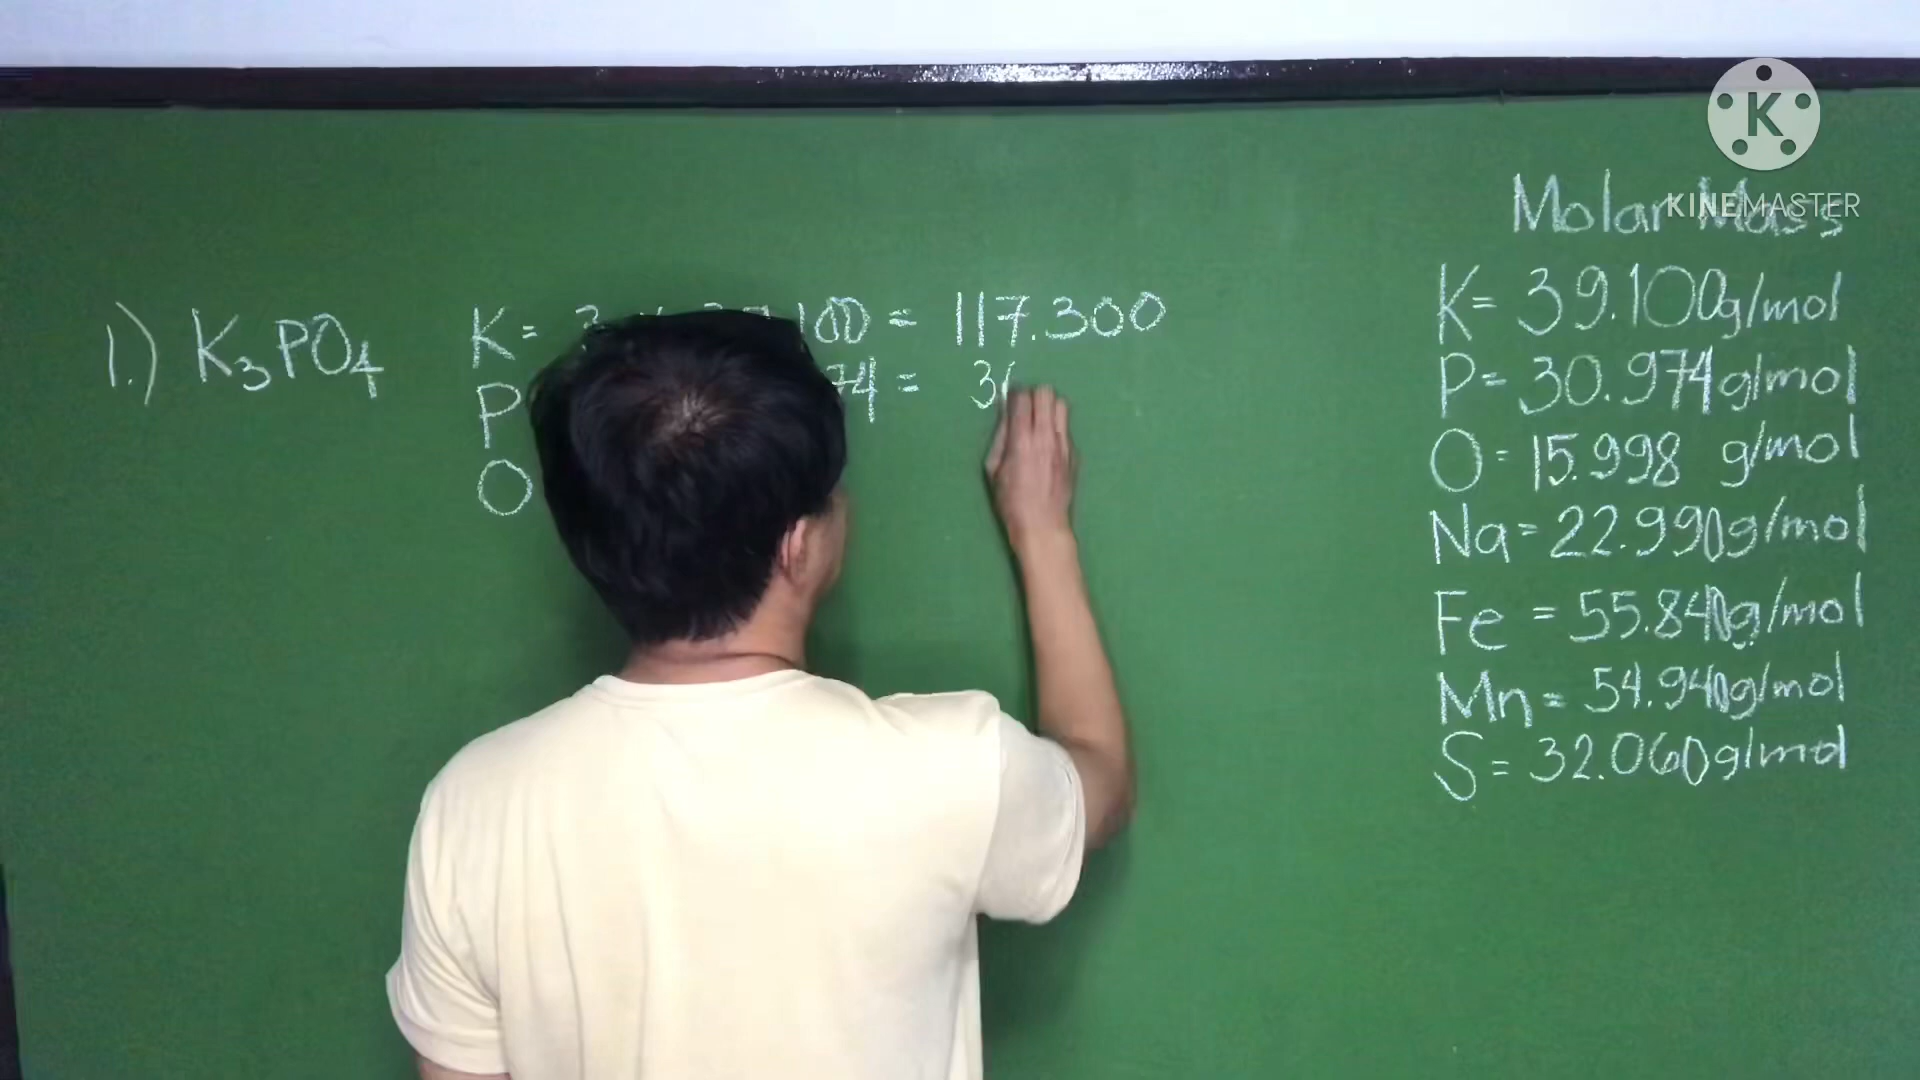 1.) K₃PO₄
K = 100 = 117.300
P 74 = 3
O
K
KINEMASTER
Molar Mass
K = 39.100g/mol
P = 30.974g/mol
O = 15.998 g/mol
Na = 22.990g/mol
Fe = 55.840g/mol
Mn = 54.940g/mol
S = 32.060g/mol